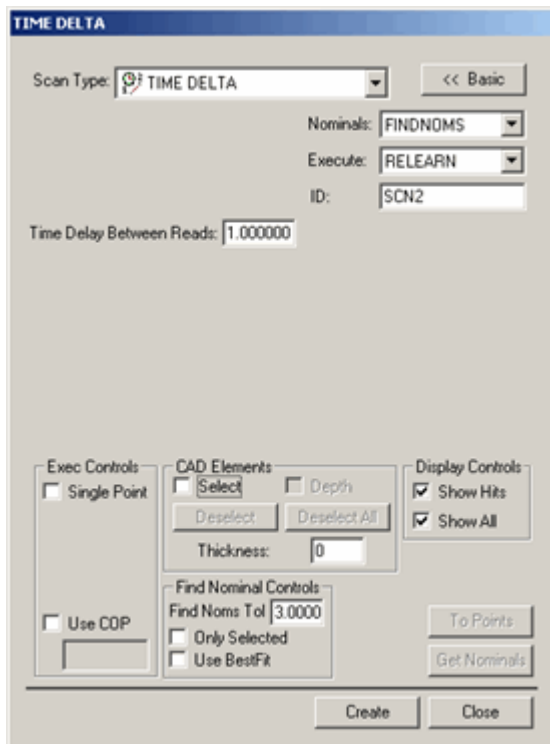 TIME DELTA
Scan Type: TIME DELTA << Basic
Nominals: FINDNOMS
Execute: RELEARN
ID: SCN2
Time Delay Between Reads: 1.000000
Exec Controls CAD Elements Display Controls
Single Point Select Depth Show Hits
Deselect Deselect All Show All
Thickness: 0
Find Nominal Controls
Use COP Find Noms Tol 3.0000 To Points
Only Selected
Use BestFit Get Nominals
Create Close